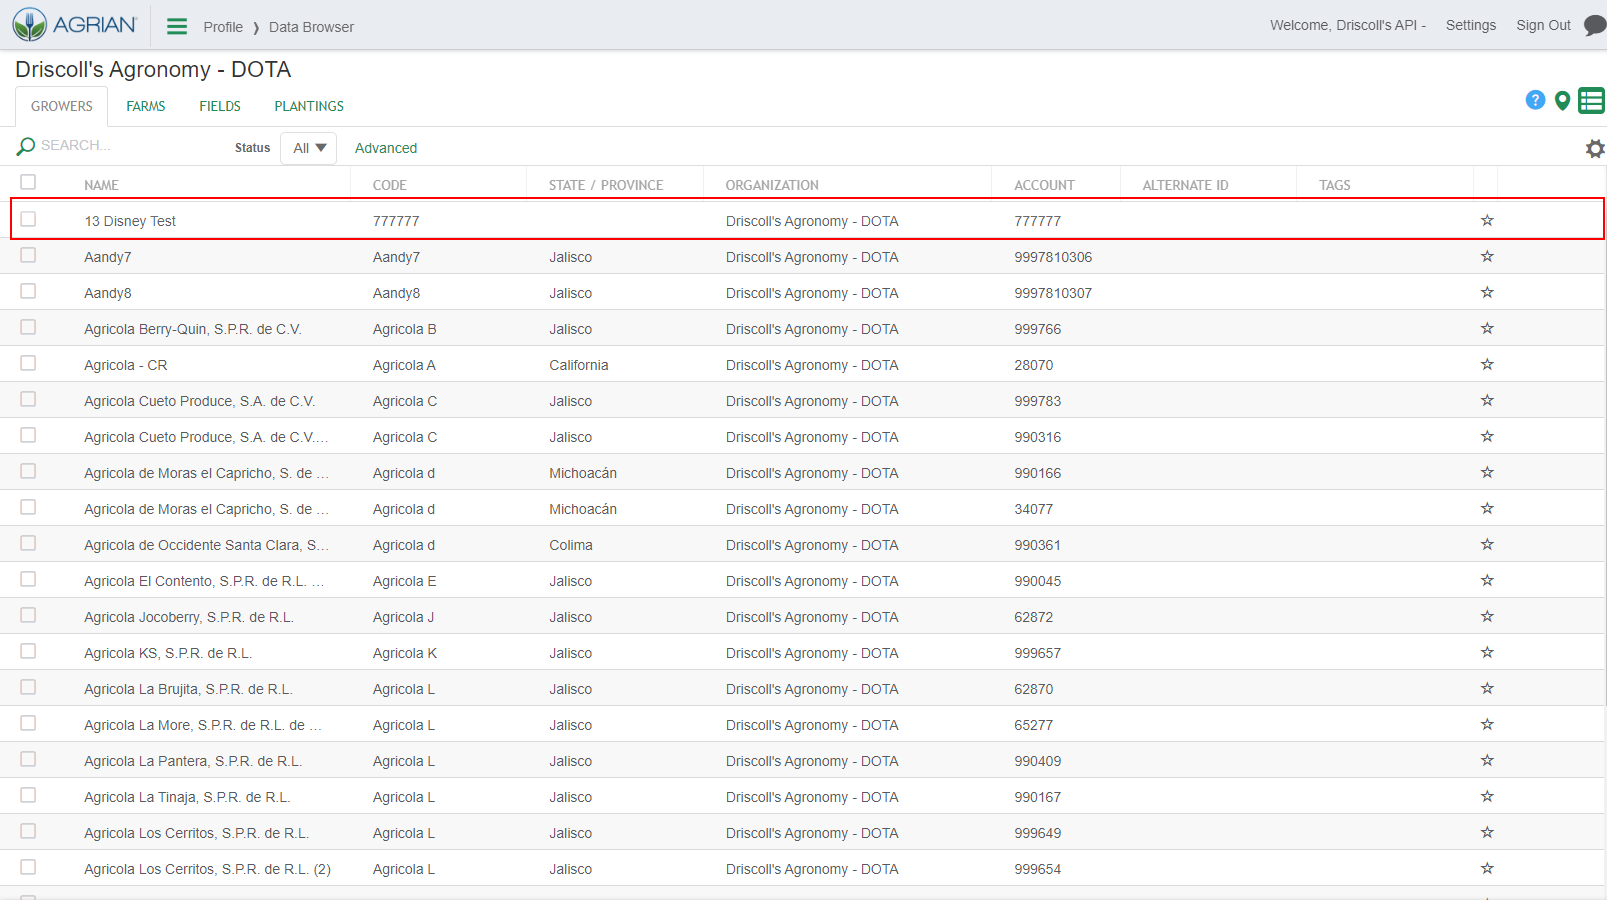 AGRIAN Profile ❯ Data Browser Welcome, Driscoll's API - Settings Sign Out
Driscoll's Agronomy - DOTA
GROWERS FARMS FIELDS PLANTINGS ?
SEARCH... Status All ▼ Advanced
NAME CODE STATE / PROVINCE ORGANIZATION ACCOUNT ALTERNATE ID TAGS
13 Disney Test 777777 Driscoll's Agronomy - DOTA 777777
Aandy7 Aandy7 Jalisco Driscoll's Agronomy - DOTA 9997810306
Aandy8 Aandy8 Jalisco Driscoll's Agronomy - DOTA 9997810307
Agricola Berry-Quin, S.P.R. de C.V. Agricola B Jalisco Driscoll's Agronomy - DOTA 999766
Agricola - CR Agricola A California Driscoll's Agronomy - DOTA 28070
Agricola Cueto Produce, S.A. de C.V. Agricola C Jalisco Driscoll's Agronomy - DOTA 999783
Agricola Cueto Produce, S.A. de C.V.... Agricola C Jalisco Driscoll's Agronomy - DOTA 990316
Agricola de Moras el Capricho, S. de ... Agricola d Michoacán Driscoll's Agronomy - DOTA 990166
Agricola de Moras el Capricho, S. de ... Agricola d Michoacán Driscoll's Agronomy - DOTA 34077
Agricola de Occidente Santa Clara, S... Agricola d Colima Driscoll's Agronomy - DOTA 990361
Agricola El Contento, S.P.R. de R.L. ... Agricola E Jalisco Driscoll's Agronomy - DOTA 990045
Agricola Jocoberry, S.P.R. de R.L. Agricola J Jalisco Driscoll's Agronomy - DOTA 62872
Agricola KS, S.P.R. de R.L. Agricola K Jalisco Driscoll's Agronomy - DOTA 999657
Agricola La Brujita, S.P.R. de R.L. Agricola L Jalisco Driscoll's Agronomy - DOTA 62870
Agricola La More, S.P.R. de R.L. de ... Agricola L Jalisco Driscoll's Agronomy - DOTA 65277
Agricola La Pantera, S.P.R. de R.L. Agricola L Jalisco Driscoll's Agronomy - DOTA 990409
Agricola La Tinaja, S.P.R. de R.L. Agricola L Jalisco Driscoll's Agronomy - DOTA 990167
Agricola Los Cerritos, S.P.R. de R.L. Agricola L Jalisco Driscoll's Agronomy - DOTA 999649
Agricola Los Cerritos, S.P.R. de R.L. (2) Agricola L Jalisco Driscoll's Agronomy - DOTA 999654